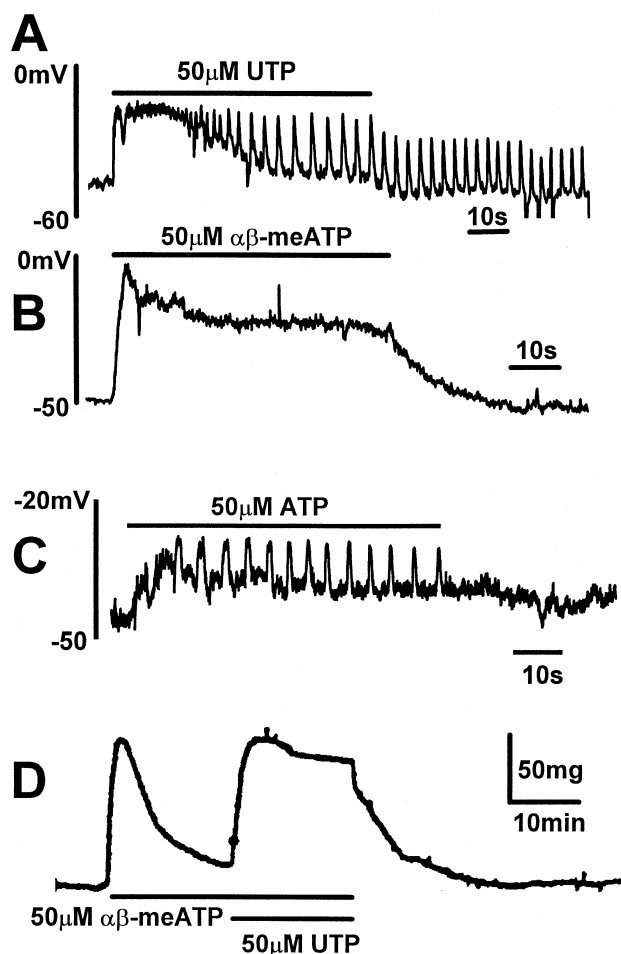 A
0mV
50μM UTP
-60
10s
50μM αβ-meATP
0mV
B
10s
-50
-20mV
50μM ATP
C
-50
10s
D
50mg
10min
50μM αβ-meATP
50μM UTP